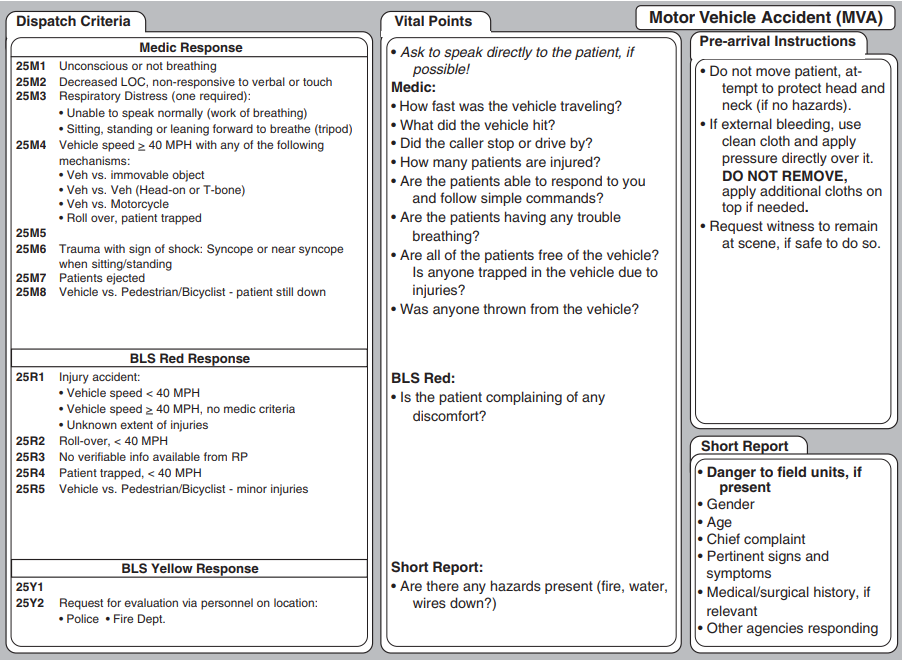 Motor Vehicle Accident (MVA)
Dispatch Criteria
Medic Response
25M1 Unconscious or not breathing
25M2 Decreased LOC, non-responsive to verbal or touch
25M3 Respiratory Distress (one required):
• Unable to speak normally (work of breathing)
• Sitting, standing or leaning forward to breathe (tripod)
25M4 Vehicle speed ≥ 40 MPH with any of the following
mechanisms:
• Veh vs. immovable object
• Veh vs. Veh (Head-on or T-bone)
• Veh vs. Motorcycle
• Roll over, patient trapped
25M5
25M6 Trauma with sign of shock: Syncope or near syncope
when sitting/standing
25M7 Patients ejected
25M8 Vehicle vs. Pedestrian/Bicyclist - patient still down
BLS Red Response
25R1 Injury accident:
• Vehicle speed < 40 MPH
• Vehicle speed ≥ 40 MPH, no medic criteria
• Unknown extent of injuries
25R2 Roll-over, < 40 MPH
25R3 No verifiable info available from RP
25R4 Patient trapped, < 40 MPH
25R5 Vehicle vs. Pedestrian/Bicyclist - minor injuries
BLS Yellow Response
25Y1
25Y2 Request for evaluation via personnel on location:
• Police • Fire Dept.
Vital Points
• Ask to speak directly to the patient, if
possible!
Medic:
• How fast was the vehicle traveling?
• What did the vehicle hit?
• Did the caller stop or drive by?
• How many patients are injured?
• Are the patients able to respond to you
and follow simple commands?
• Are the patients having any trouble
breathing?
• Are all of the patients free of the vehicle?
Is anyone trapped in the vehicle due to
injuries?
• Was anyone thrown from the vehicle?
BLS Red:
• Is the patient complaining of any
discomfort?
Short Report:
• Are there any hazards present (fire, water,
wires down?)
Pre-arrival Instructions
• Do not move patient, at-
tempt to protect head and
neck (if no hazards).
• If external bleeding, use
clean cloth and apply
pressure directly over it.
DO NOT REMOVE,
apply additional cloths on
top if needed.
• Request witness to remain
at scene, if safe to do so.
Short Report
• Danger to field units, if
present
• Gender
• Age
• Chief complaint
• Pertinent signs and
symptoms
• Medical/surgical history, if
relevant
• Other agencies responding